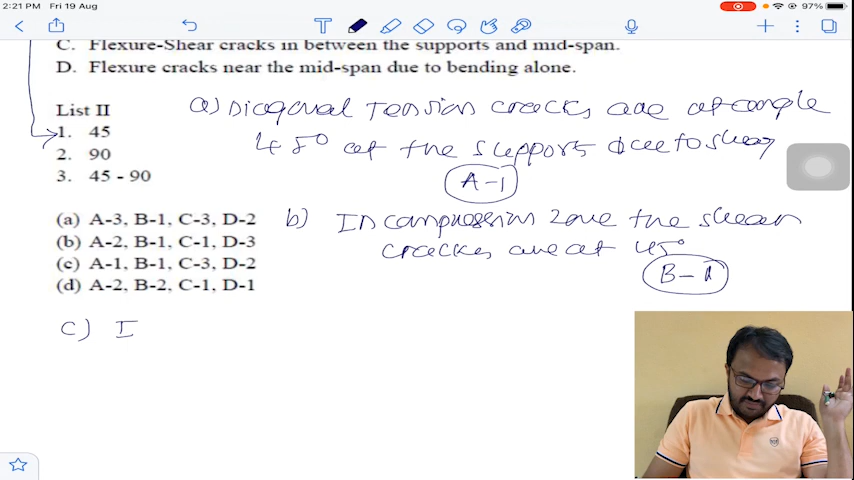 2:21 PM Fri 19 Aug 97%
C. Flexure-Shear cracks in between the supports and mid-span.
D. Flexure cracks near the mid-span due to bending alone.
List II
1. 45
2. 90
3. 45 - 90
a) Diagonal Tension cracks are at angle
45° at the supports due to shear
A-1
(a) A-3, B-1, C-3, D-2
(b) A-2, B-1, C-1, D-3
(c) A-1, B-1, C-3, D-2
(d) A-2, B-2, C-1, D-1
b) In compression zone the shear
cracks are at 45°
B-1
c) I